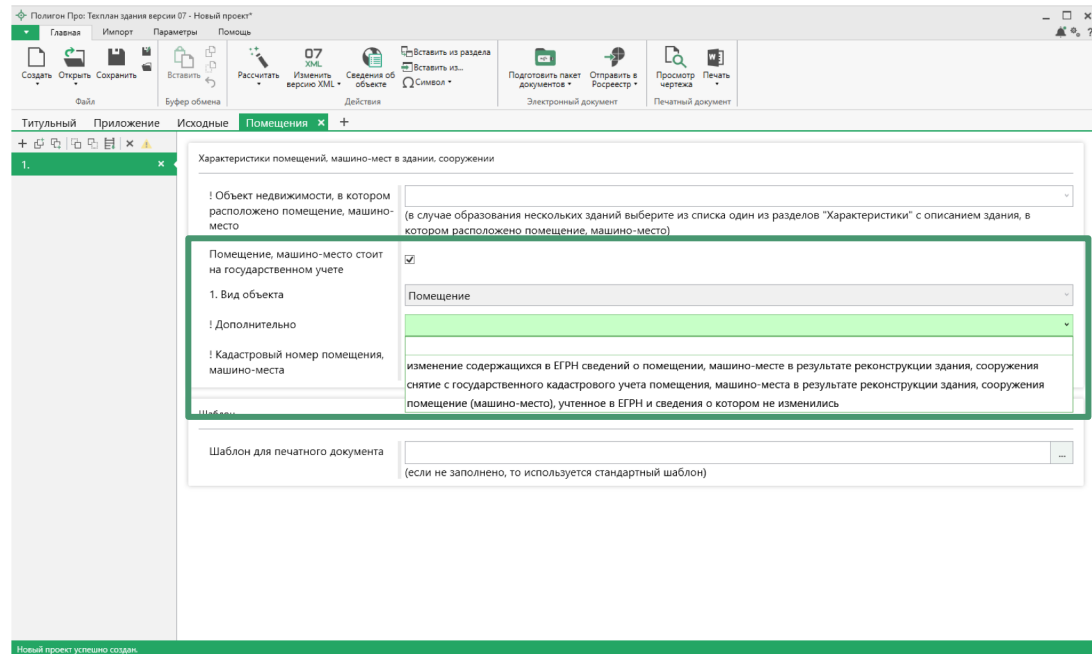 Полигон Про: Техплан здания версии 07 - Новый проект*
Главная Импорт Параметры Помощь
Создать Открыть Сохранить
Файл
Вставить
Буфер обмена
Рассчитать
07 XML
Изменить версию XML
Сведения об объекте
Вставить из раздела
Вставить из...
Символ
Действия
Подготовить пакет документов
Отправить в Росреестр
Электронный документ
Просмотр чертежа
Печать
Печатный документ
Титульный Приложение Исходные Помещения
1.
Характеристики помещений, машино-мест в здании, сооружении
! Объект недвижимости, в котором
расположено помещение, машино-
место
(в случае образования нескольких зданий выберите из списка один из разделов "Характеристики" с описанием здания, в
котором расположено помещение, машино-место)
Помещение, машино-место стоит
на государственном учете
1. Вид объекта
Помещение
! Дополнительно
! Кадастровый номер помещения,
машино-места
изменение содержащихся в ЕГРН сведений о помещении, машино-месте в результате реконструкции здания, сооружения
снятие с государственного кадастрового учета помещения, машино-места в результате реконструкции здания, сооружения
помещение (машино-место), учтенное в ЕГРН и сведения о котором не изменились
Шаблон для печатного документа
...
(если не заполнено, то используется стандартный шаблон)
Новый проект успешно создан.